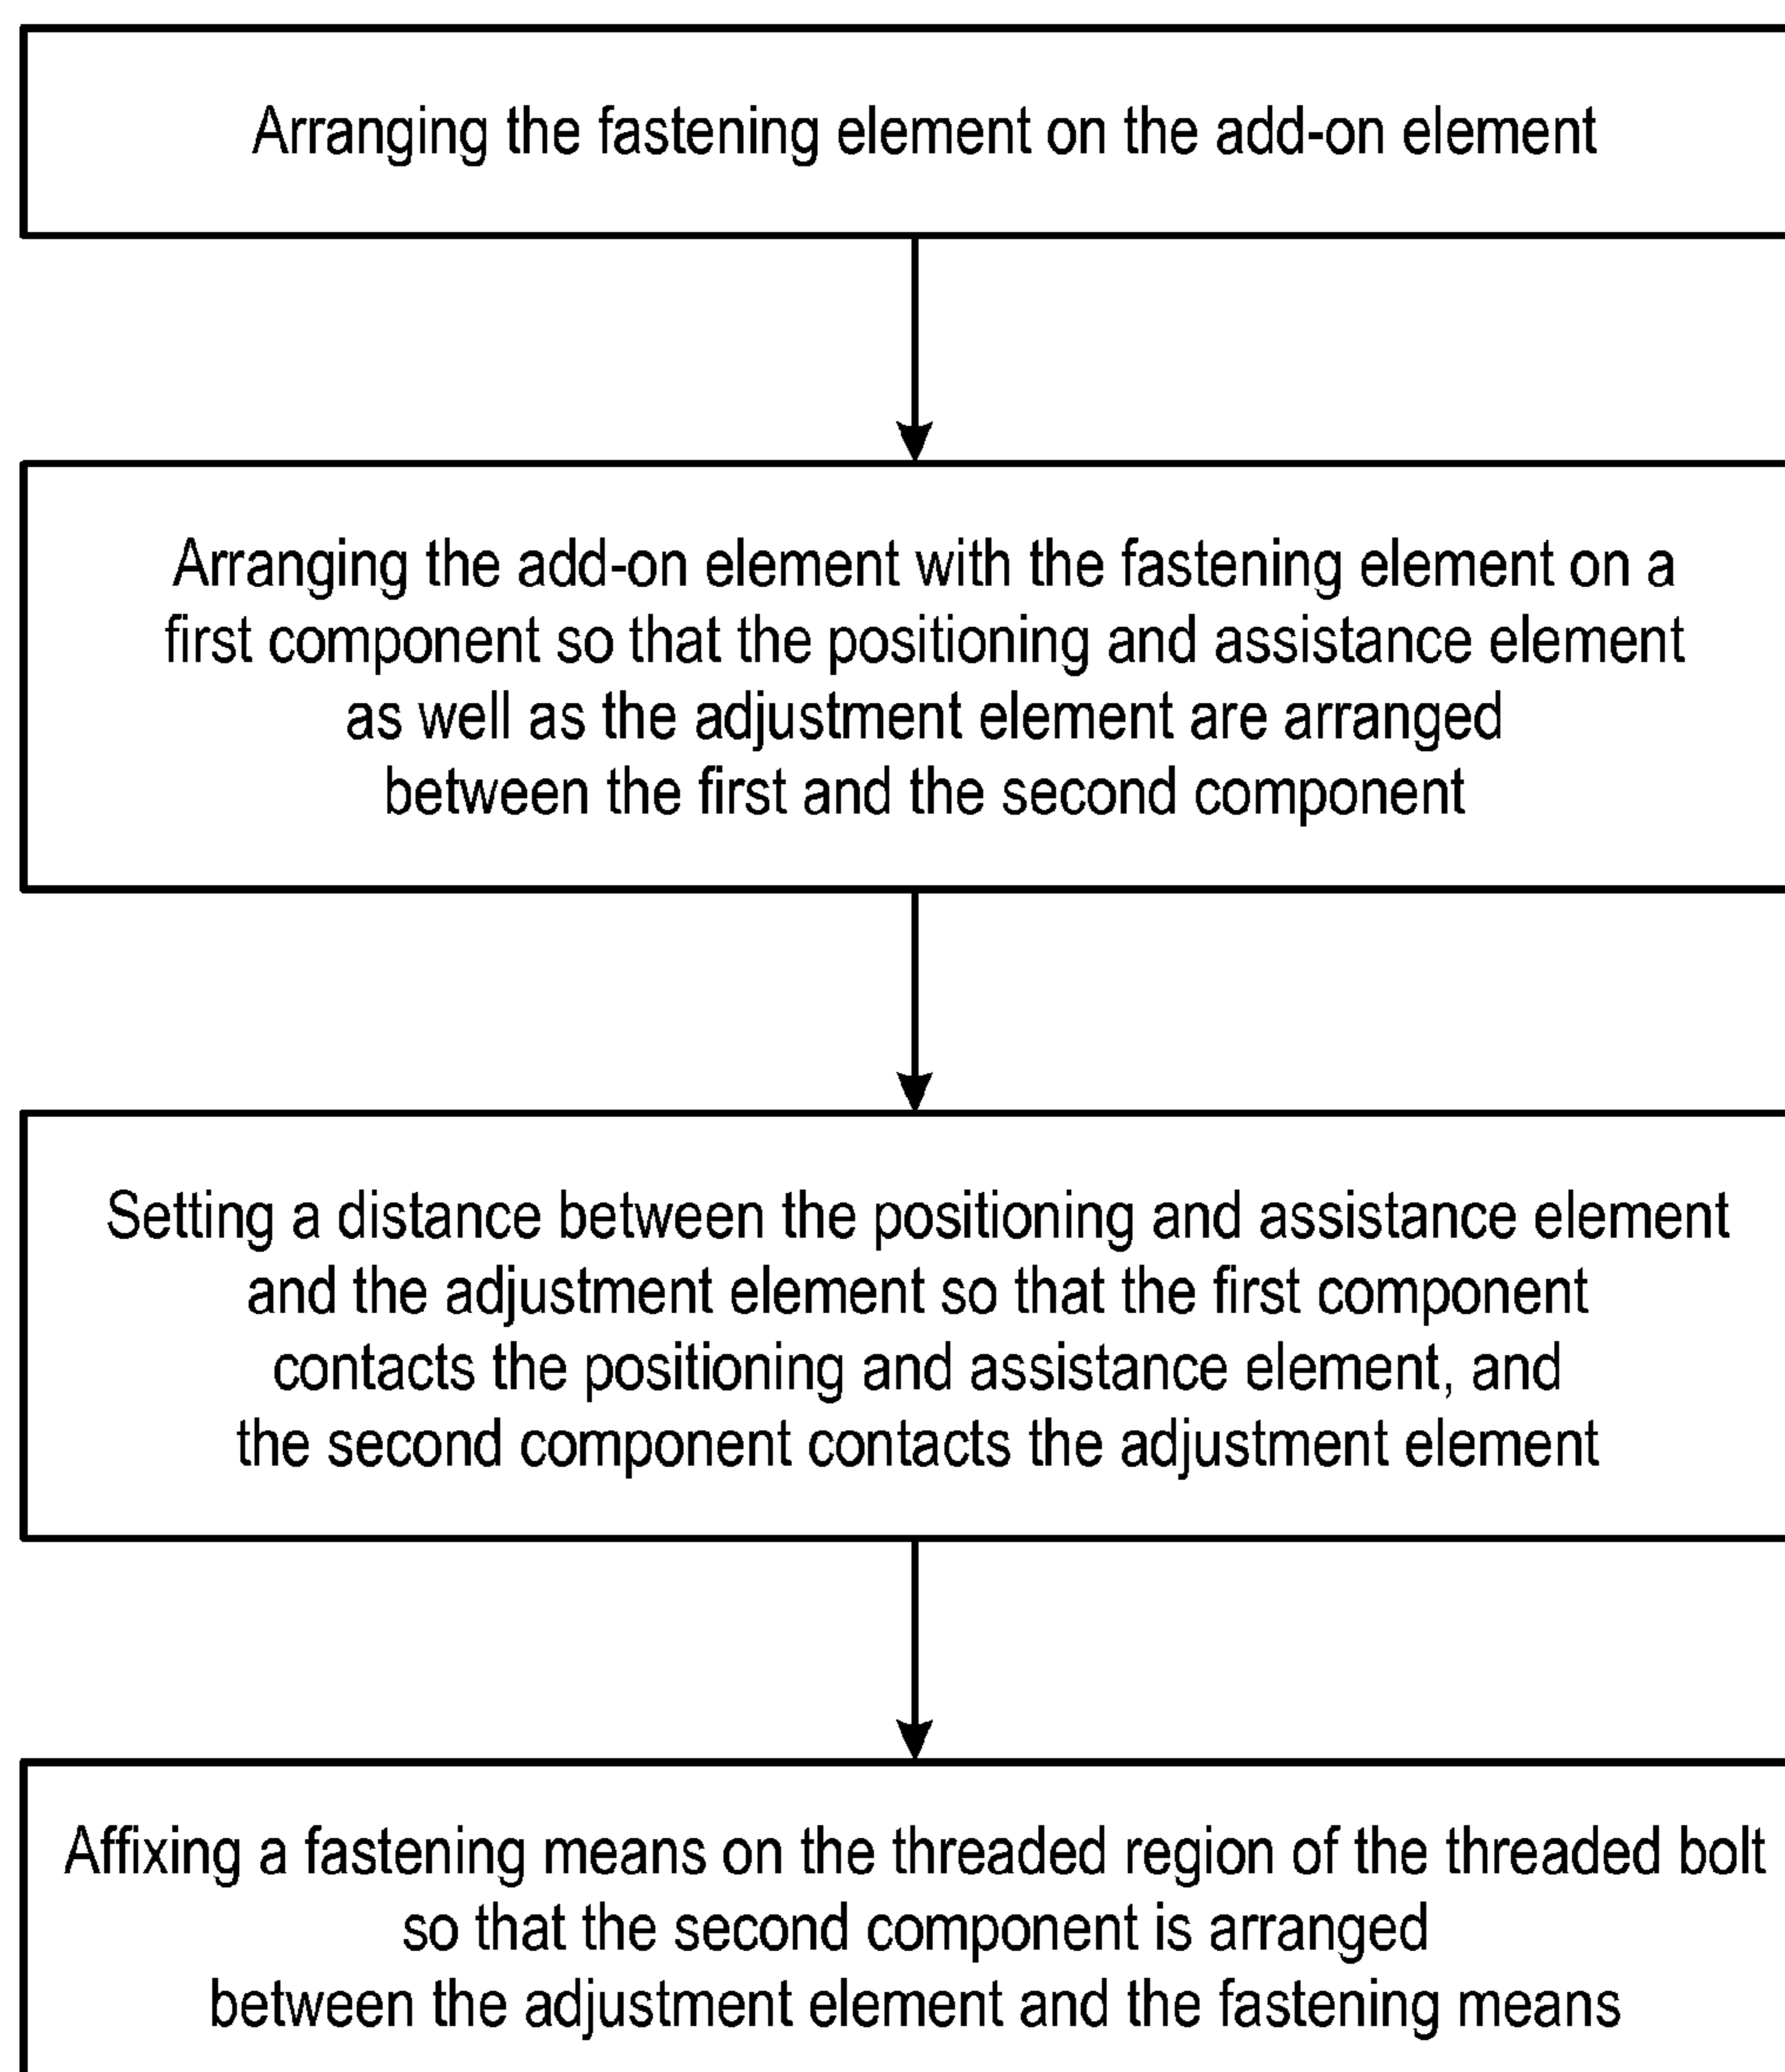 Arranging the fastening element on the add-on element
Arranging the add-on element with the fastening element on a
first component so that the positioning and assistance element
as well as the adjustment element are arranged
between the first and the second component
Setting a distance between the positioning and assistance element
and the adjustment element so that the first component
contacts the positioning and assistance element, and
the second component contacts the adjustment element
Affixing a fastening means on the threaded region of the threaded bolt
so that the second component is arranged
between the adjustment element and the fastening means